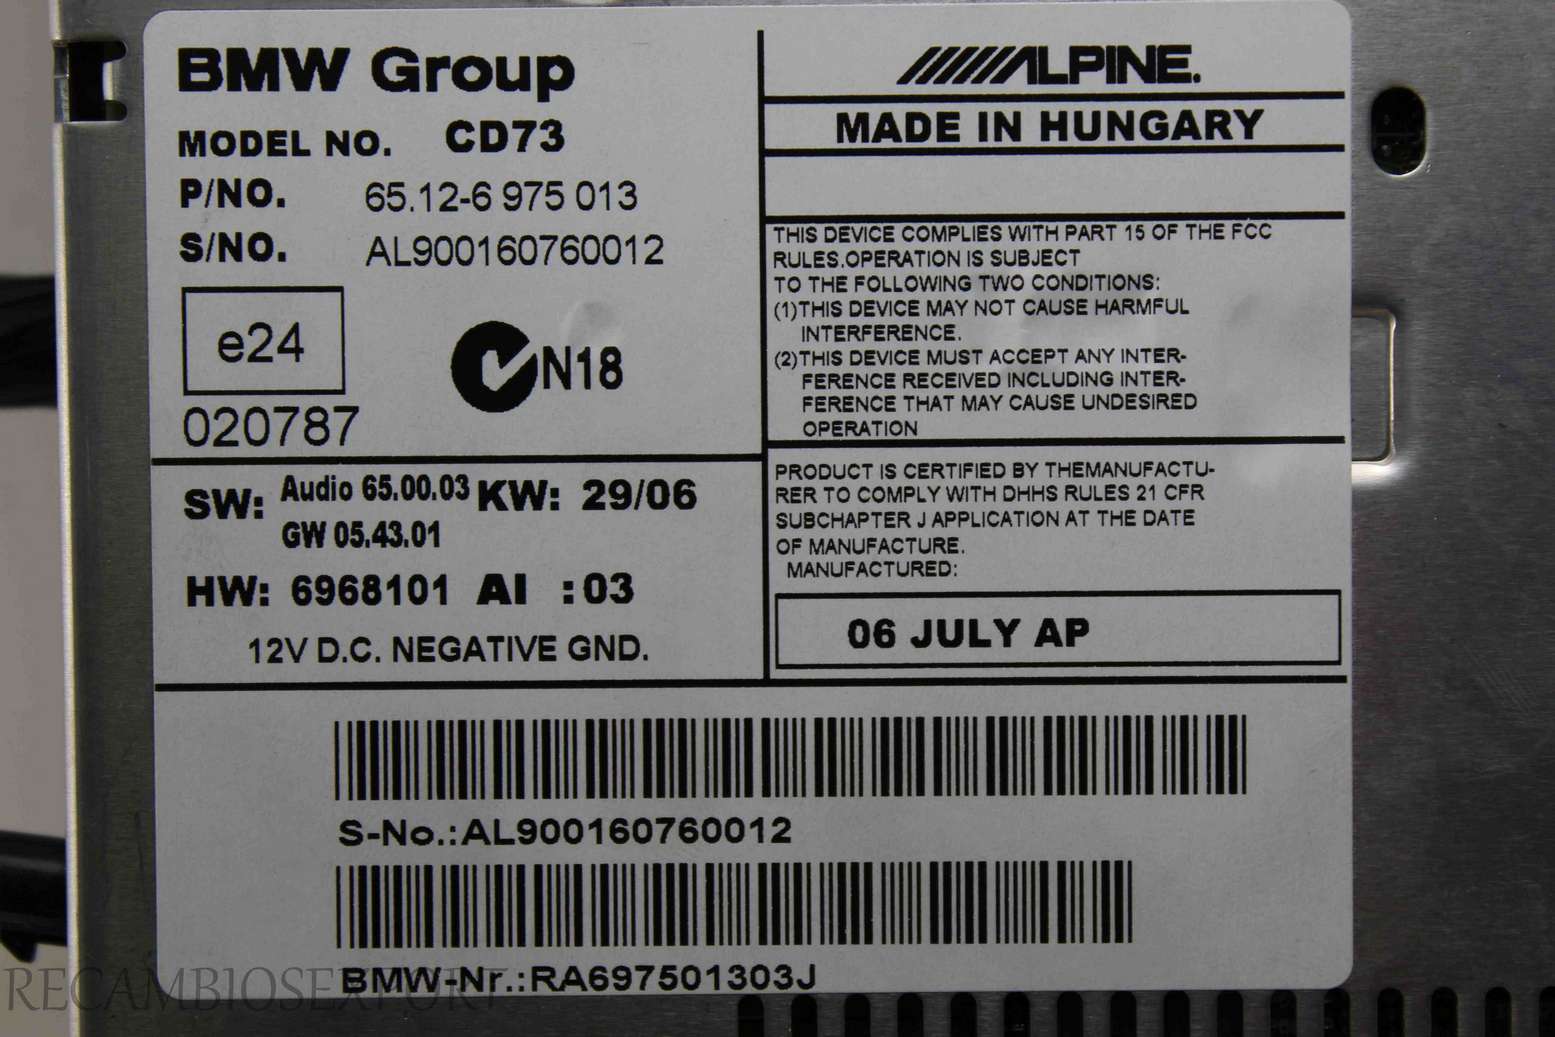 BMW Group
MODEL NO. CD73
P/NO. 65.12-6 975 013
S/NO. AL900160760012
e24
020787
N18
ALPINE.
MADE IN HUNGARY
THIS DEVICE COMPLIES WITH PART 15 OF THE FCC
RULES.OPERATION IS SUBJECT
TO THE FOLLOWING TWO CONDITIONS:
(1)THIS DEVICE MAY NOT CAUSE HARMFUL
INTERFERENCE.
(2)THIS DEVICE MUST ACCEPT ANY INTER-
FERENCE RECEIVED INCLUDING INTER-
FERENCE THAT MAY CAUSE UNDESIRED
OPERATION
SW: Audio 65.00.03 KW: 29/06
GW 05.43.01
HW: 6968101 AI :03
12V D.C. NEGATIVE GND.
PRODUCT IS CERTIFIED BY THEMANUFACTU-
RER TO COMPLY WITH DHHS RULES 21 CFR
SUBCHAPTER J APPLICATION AT THE DATE
OF MANUFACTURE.
MANUFACTURED:
06 JULY AP
S-No.:AL900160760012
BMW-Nr.:RA697501303J
RECAMBIOSEXPORT